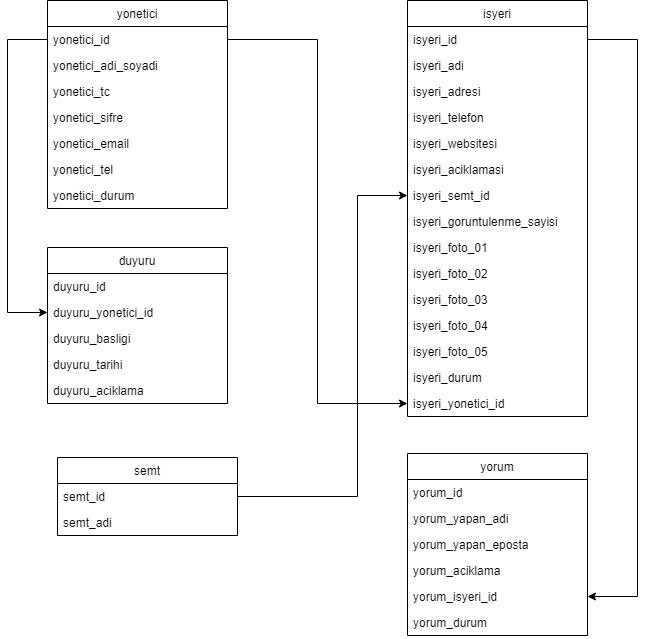 yonetici
yonetici_id
yonetici_adi_soyadi
yonetici_tc
yonetici_sifre
yonetici_email
yonetici_tel
yonetici_durum
duyuru
duyuru_id
duyuru_yonetici_id
duyuru_basligi
duyuru_tarihi
duyuru_aciklama
semt
semt_id
semt_adi
isyeri
isyeri_id
isyeri_adi
isyeri_adresi
isyeri_telefon
isyeri_websitesi
isyeri_aciklamasi
isyeri_semt_id
isyeri_goruntulenme_sayisi
isyeri_foto_01
isyeri_foto_02
isyeri_foto_03
isyeri_foto_04
isyeri_foto_05
isyeri_durum
isyeri_yonetici_id
yorum
yorum_id
yorum_yapan_adi
yorum_yapan_eposta
yorum_aciklama
yorum_isyeri_id
yorum_durum